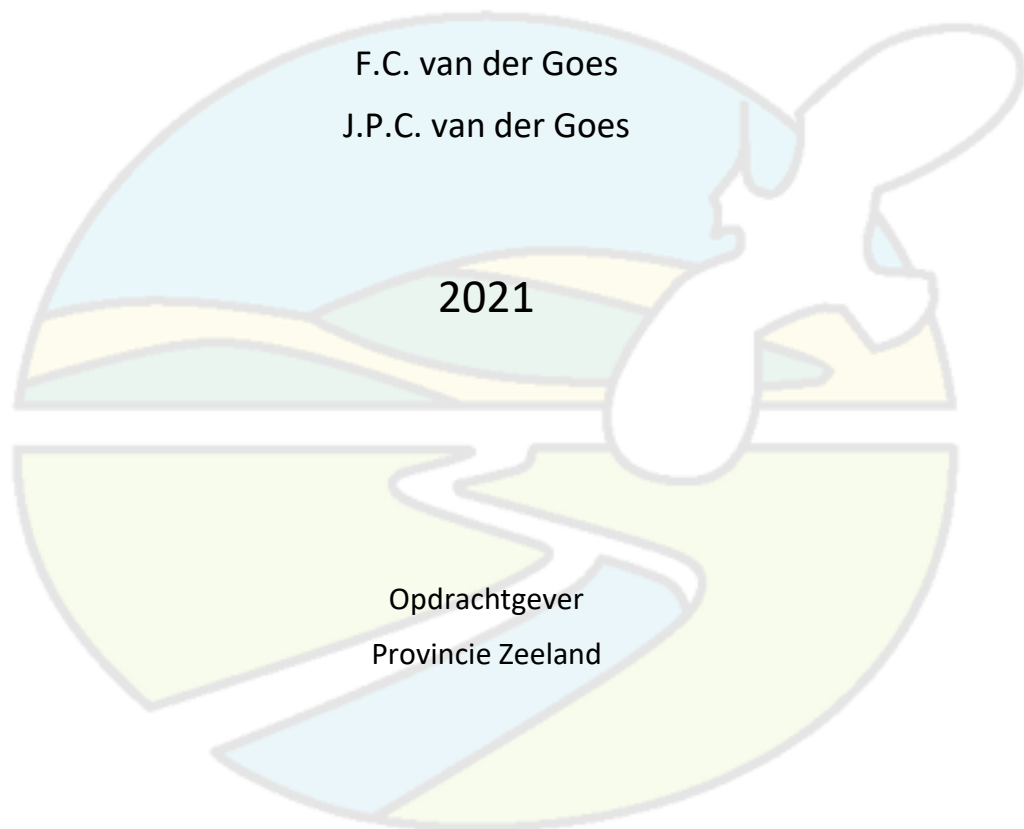 F.C. van der Goes
J.P.C. van der Goes
2021
Opdrachtgever
Provincie Zeeland